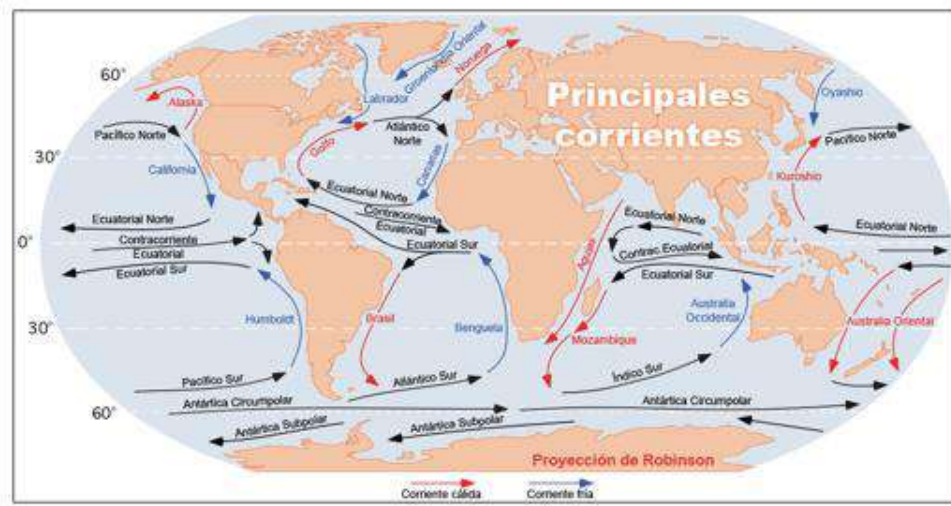 Principales
corrientes
60°
30°
0°
30°
60°
Alaska
Pacífico Norte
California
Ecuatorial Norte
Contracorriente
Ecuatorial
Ecuatorial Sur
Humboldt
Pacífico Sur
Antártica Circumpolar
Antártica Subpolar
Labrador
Groenlandia Oriental
Noruega
Golfo
Atlántico
Norte
Canarias
Ecuatorial Norte
Contracorriente
Ecuatorial
Ecuatorial Sur
Brasil
Benguela
Atlántico Sur
Antártica Subpolar
Agujas
Mozambique
Ecuatorial Norte
Contrac Ecuatorial
Ecuatorial Sur
Australia
Occidental
Índico Sur
Antártica Circumpolar
Oyashio
Pacífico Norte
Kuroshio
Ecuatorial Norte
Australia Oriental
Proyección de Robinson
Corriente cálida
Corriente fría